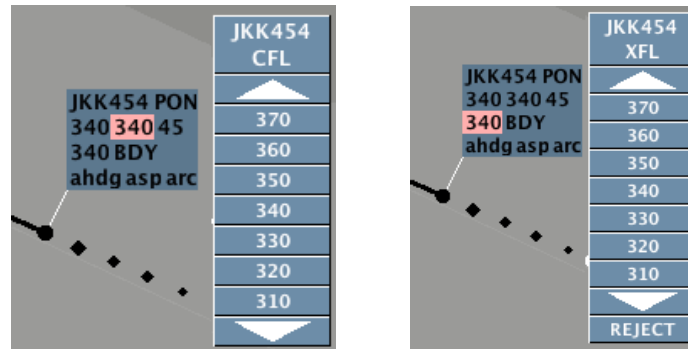 JKK454
CFL
JKK454 PON
340 340 45
340 BDY
ahdg asp arc
370
360
350
340
330
320
310
JKK454
XFL
JKK454 PON
340 340 45
340 BDY
ahdg asp arc
370
360
350
340
330
320
310
REJECT